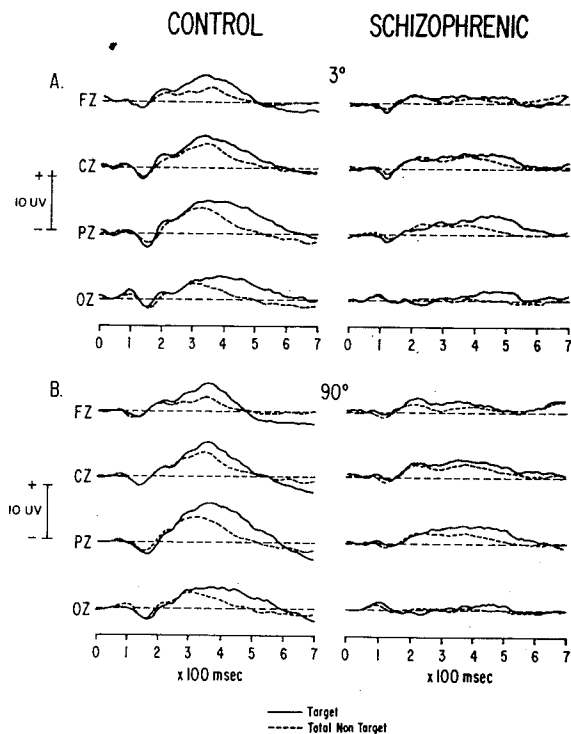 CONTROL SCHIZOPHRENIC
A. 3°
FZ
CZ
+
10 UV
−
PZ
OZ
0 1 2 3 4 5 6 7 0 1 2 3 4 5 6 7
B. 90°
FZ
CZ
+
10 UV
−
PZ
OZ
0 1 2 3 4 5 6 7 0 1 2 3 4 5 6 7
x100 msec x100 msec
Target
Total Non Target